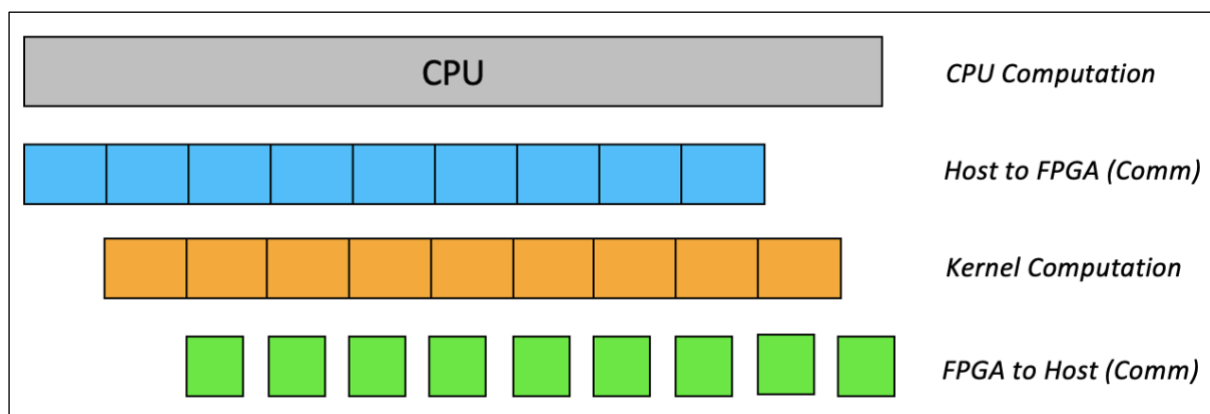 CPU
CPU Computation
Host to FPGA (Comm)
Kernel Computation
FPGA to Host (Comm)